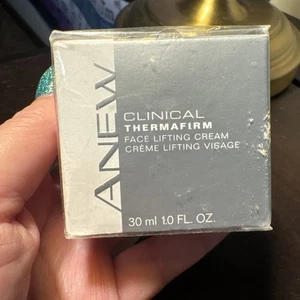 ANEW
CLINICAL
THERMAFIRM
FACE LIFTING CREAM
CRÈME LIFTING VISAGE
30 ml 1.0 FL. OZ.